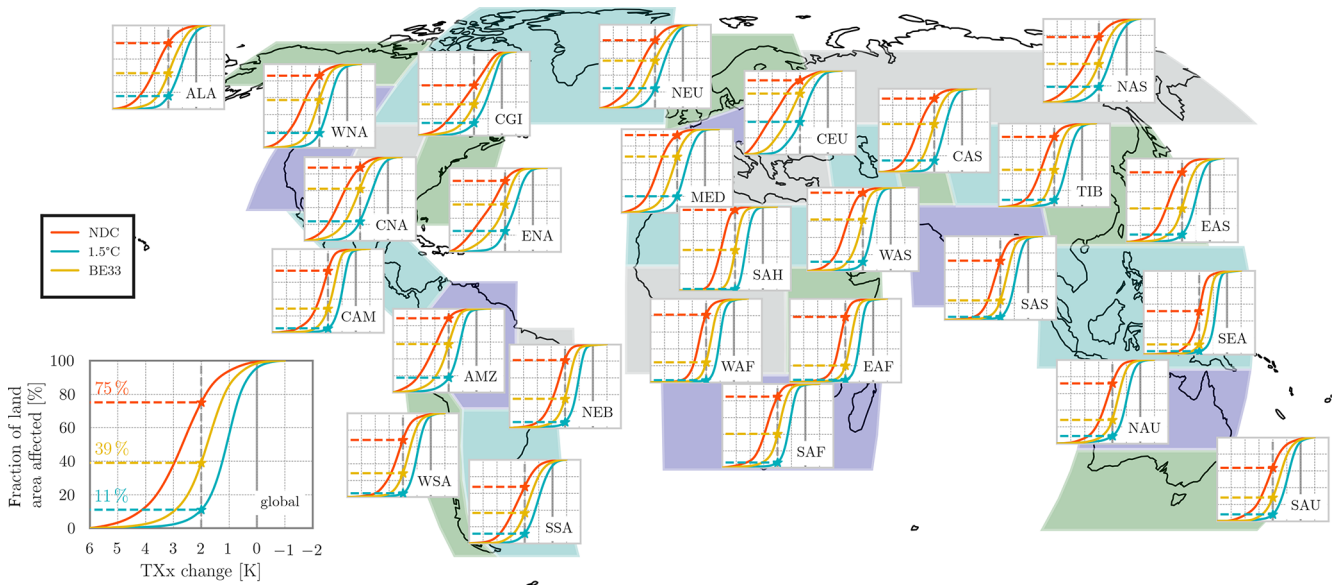 ALA
NEU
NAS
WNA
CGI
CEU
CAS
TIB
MED
CNA
ENA
EAS
NDC
1.5°C
BE33
SAH
WAS
SAS
CAM
SEA
WAF
EAF
AMZ
NEB
NAU
SAF
WSA
SSA
SAU
Fraction of land
area affected [%]
100
80
60
40
20
0
75 %
39 %
11 %
global
6 5 4 3 2 1 0 −1 −2
TXx change [K]